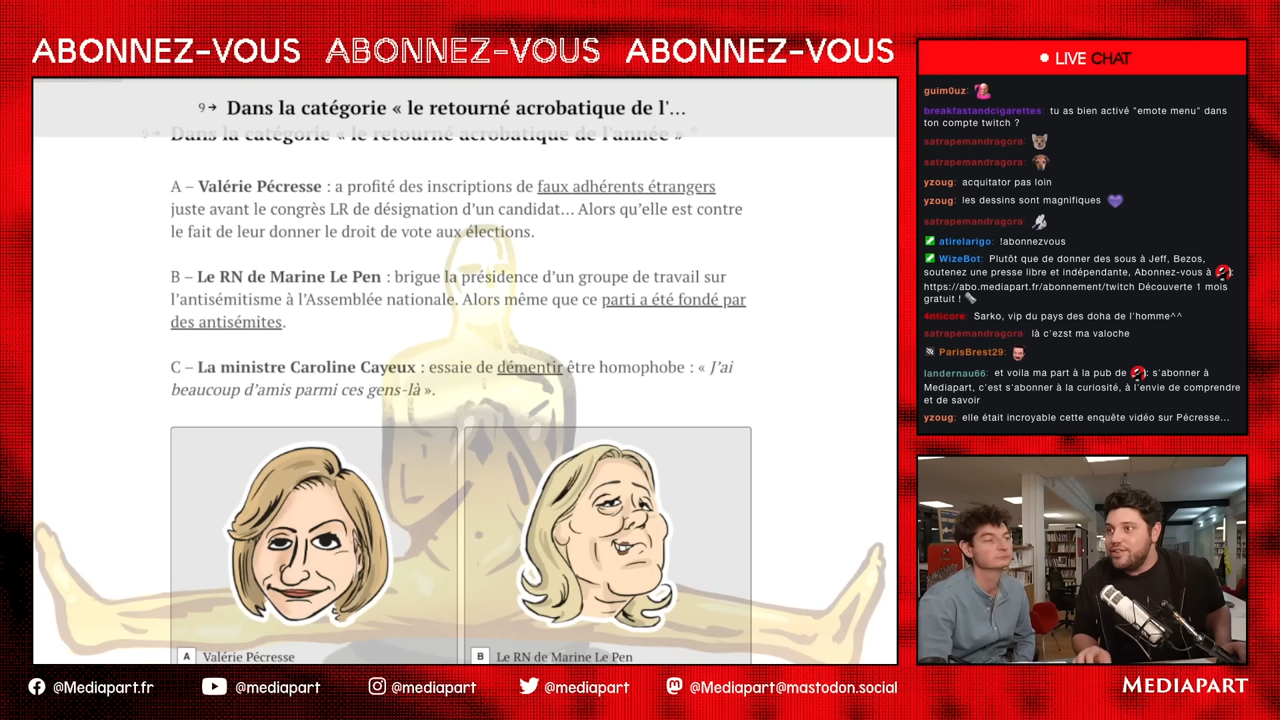 ABONNEZ-VOUS ABONNEZ-VOUS ABONNEZ-VOUS
9→ Dans la catégorie « le retourné acrobatique de l'...
9→ Dans la catégorie « le retourné acrobatique de l'année »
A – Valérie Pécresse : a profité des inscriptions de faux adhérents étrangers
juste avant le congrès LR de désignation d'un candidat… Alors qu'elle est contre
le fait de leur donner le droit de vote aux élections.
B – Le RN de Marine Le Pen : brigue la présidence d'un groupe de travail sur
l'antisémitisme à l'Assemblée nationale. Alors même que ce parti a été fondé par
des antisémites.
C – La ministre Caroline Cayeux : essaie de démentir être homophobe : « J'ai
beaucoup d'amis parmi ces gens-là ».
A Valérie Pécresse
B Le RN de Marine Le Pen
LIVE CHAT
guim0uz:
breakfastandcigarettes: tu as bien activé "emote menu" dans
ton compte twitch ?
satrapemandragora:
satrapemandragora:
yzoug: acquitator pas loin
yzoug: les dessins sont magnifiques
satrapemandragora:
atirelarigo: !abonnezvous
WizeBot: Plutôt que de donner des sous à Jeff, Bezos,
soutenez une presse libre et indépendante, Abonnez-vous à :
https://abo.mediapart.fr/abonnement/twitch Découverte 1 mois
gratuit !
4nticore: Sarko, vip du pays des doha de l'homme^^
satrapemandragora: là c'ezst ma valoche
ParisBrest29:
landernau66: et voila ma part à la pub de : s'abonner à
Mediapart, c'est s'abonner à la curiosité, à l'envie de comprendre
et de savoir
yzoug: elle était incroyable cette enquête vidéo sur Pécresse...
@Mediapart.fr @mediapart @mediapart @mediapart @Mediapart@mastodon.social
MEDIAPART